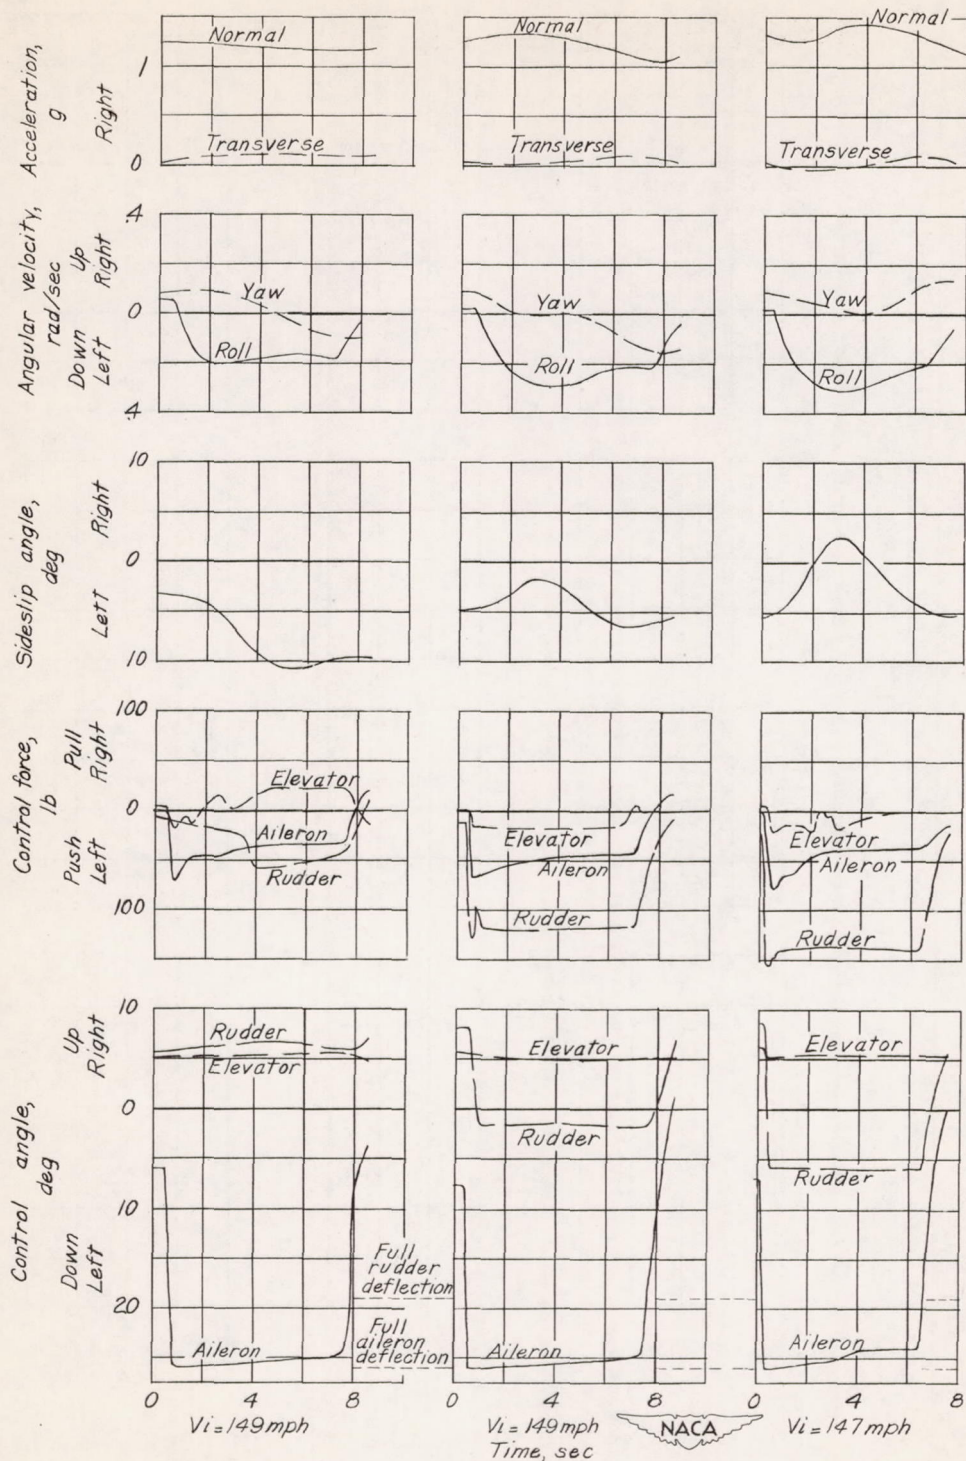 Acceleration, g
Right
1
0
Normal
Transverse
Normal
Transverse
Normal
Transverse
Angular velocity, rad/sec
Down Up
Left Right
.4
0
.4
Yaw
Roll
Yaw
Roll
Yaw
Roll
Sideslip angle, deg
Left Right
10
0
10
Control force, lb
Push Pull
Left Right
100
0
100
Elevator
Aileron
Rudder
Elevator
Aileron
Rudder
Elevator
Aileron
Rudder
Control angle, deg
Down Up
Left Right
10
0
10
20
Rudder
Elevator
Full rudder deflection
Full aileron deflection
Aileron
Elevator
Rudder
Aileron
Elevator
Rudder
Aileron
0 4 8
0 4 8
0 4 8
Vi = 149 mph
Vi = 149 mph
Vi = 147 mph
NACA
Time, sec